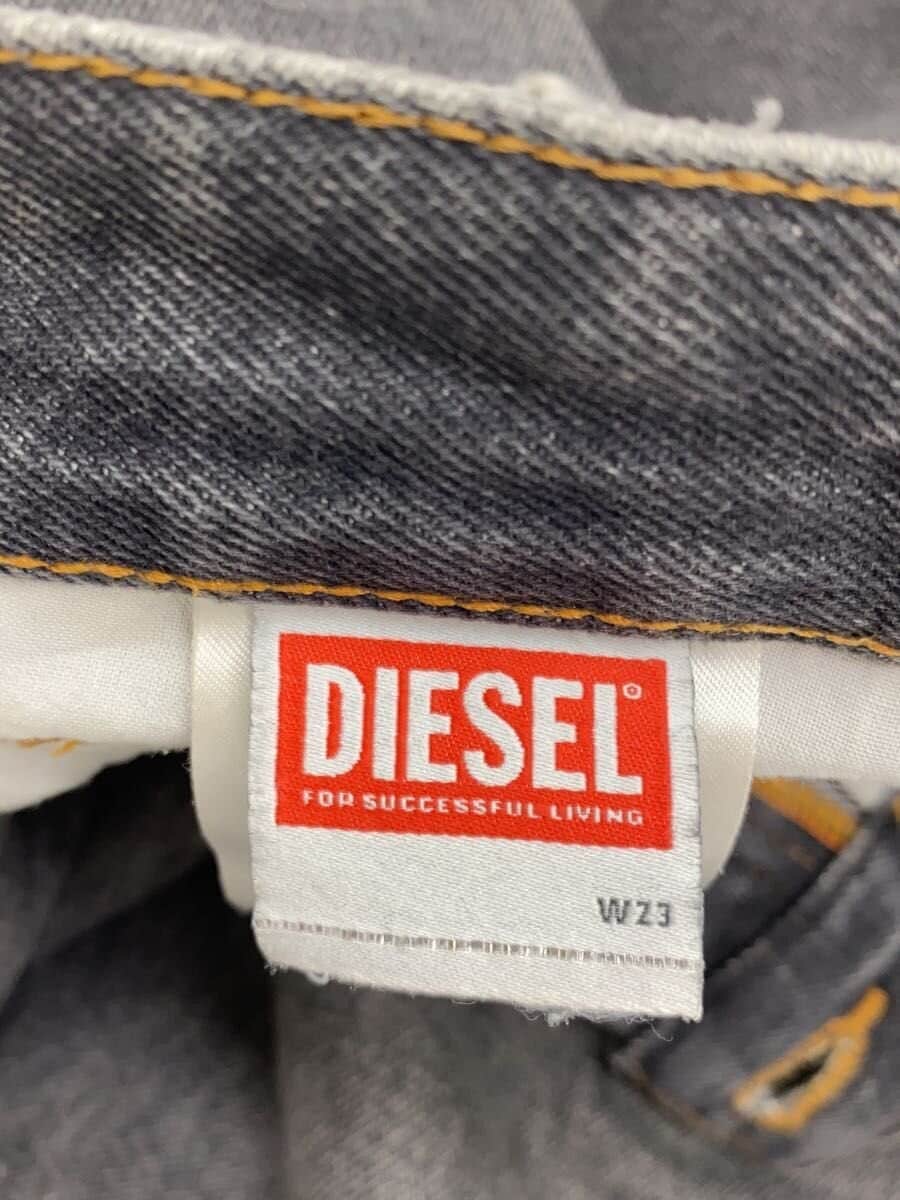 DIESEL
FOR SUCCESSFUL LIVING
W23